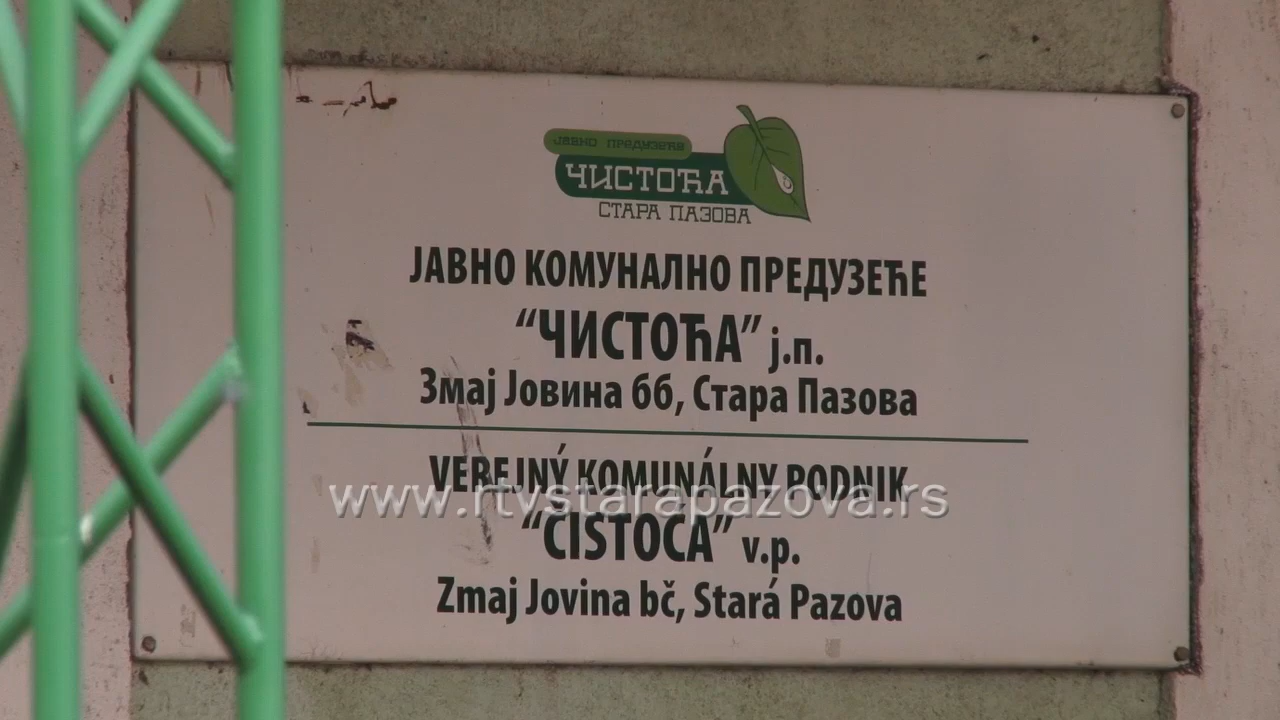 ЈАВНО ПРЕДУЗЕЋЕ
ЧИСТОЋА
СТАРА ПАЗОВА
ЈАВНО КОМУНАЛНО ПРЕДУЗЕЋЕ
“ЧИСТОЋА” ј.п.
Змај Јовина бб, Стара Пазова
VEREJNÝ KOMUNÁLNY PODNIK
www.rtvstarapazova.rs
“ČISTOĆA” v.p.
Zmaj Jovina bč, Stará Pazova